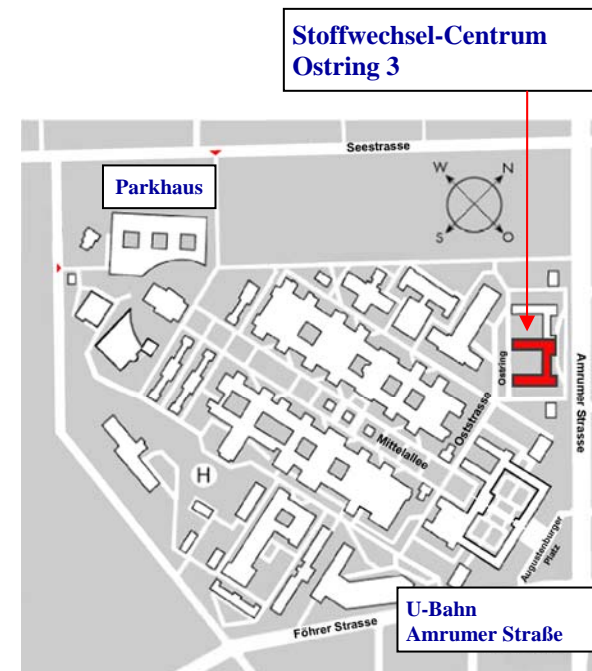 Stoffwechsel-Centrum
Ostring 3
Seestrasse
Parkhaus
W
N
S
O
Ostring
Amrumer Strasse
Oststrasse
Mittelallee
H
Augustenburger
Platz
U-Bahn
Amrumer Straße
Föhrer Strasse